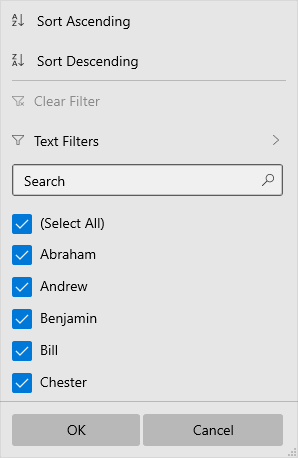 Sort Ascending
Sort Descending
Clear Filter
Text Filters
Search
(Select All)
Abraham
Andrew
Benjamin
Bill
Chester
OK
Cancel